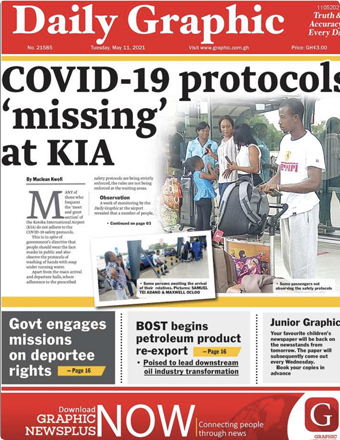 Daily Graphic
11052021
Truth &
Accuracy
Every Day
No. 21585
Tuesday, May 11, 2021
Visit www.graphic.com.gh
Price: GH¢3.00
COVID-19 protocols
‘missing’
at KIA
By Maclean Kwofi
MANY of
those who
frequent
the ‘meet
and greet
section’ of
the Kotoka International airport
(KIA) do not adhere to the
COVID-19 safety protocols.
This is in spite of
government's directive that
people should wear face
masks in public and also
observe the protocols of
washing of hands with soap
under running water.
Apart from the main arrival
and departure halls, where
adherence to the prescribed
safety protocols are being strictly
enforced, the rules are not being
enforced at the waiting areas.
Observation
A week of monitoring by the
Daily Graphic at the airport
revealed that a number of people,
• Continued on page 03
• Some persons awaiting the arrival
of their relatives. Pictures: SAMUEL
TEI ADANO & MAXWELL OCLOO
• Some passengers not
observing the safety protocols
Govt engages
missions
on deportee
rights – Page 16
BOST begins
petroleum product
re-export – Page 16
• Poised to lead downstream
oil industry transformation
Junior Graphic
Your favourite children's
newspaper will be back on
the newsstands from
tomorrow. The paper will
subsequently come out
every Wednesday.
Book your copies in
advance
Download
GRAPHIC
NEWSPLUS
NOW
Connecting people
through news
G
GRAPHIC